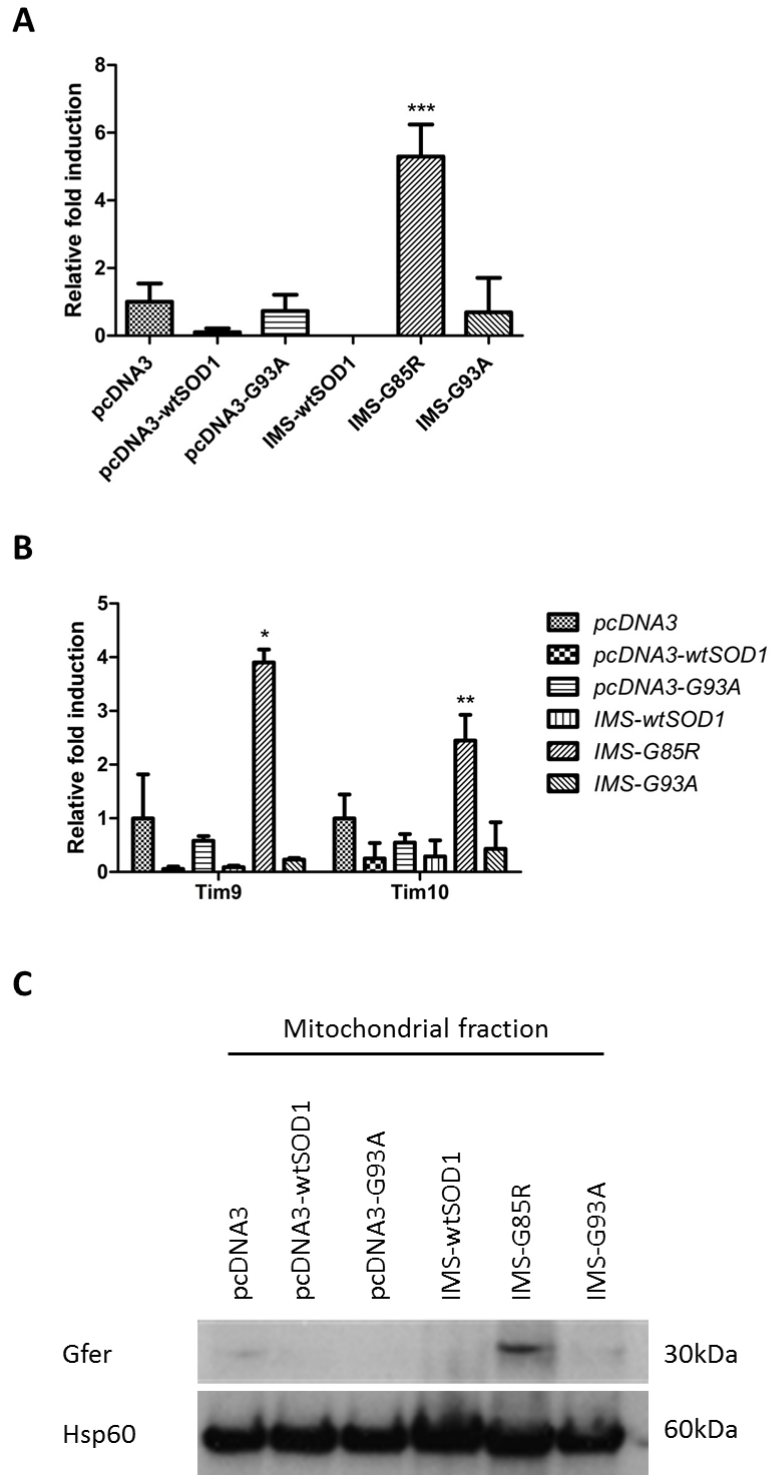 A
Relative fold induction
8
6
4
2
0
***
pcDNA3
pcDNA3-wtSOD1
pcDNA3-G93A
IMS-wtSOD1
IMS-G85R
IMS-G93A
B
Relative fold induction
5
4
3
2
1
0
*
**
Tim9
Tim10
pcDNA3
pcDNA3-wtSOD1
pcDNA3-G93A
IMS-wtSOD1
IMS-G85R
IMS-G93A
C
Mitochondrial fraction
pcDNA3
pcDNA3-wtSOD1
pcDNA3-G93A
IMS-wtSOD1
IMS-G85R
IMS-G93A
Gfer
30kDa
Hsp60
60kDa